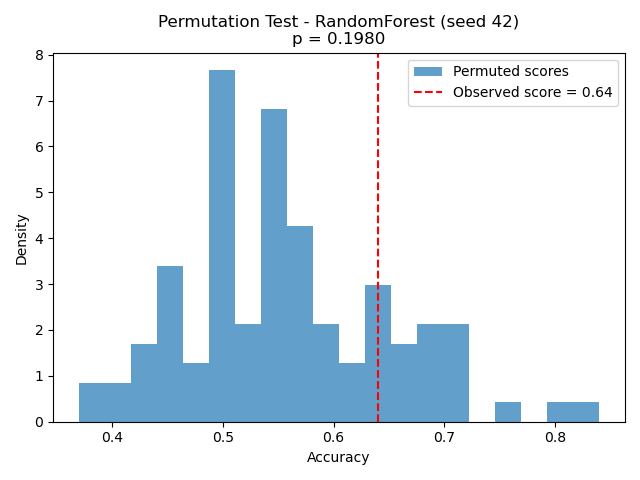 Permutation Test - RandomForest (seed 42)
p = 0.1980
Permuted scores
Observed score = 0.64
Density
8
7
6
5
4
3
2
1
0
0.4 0.5 0.6 0.7 0.8
Accuracy